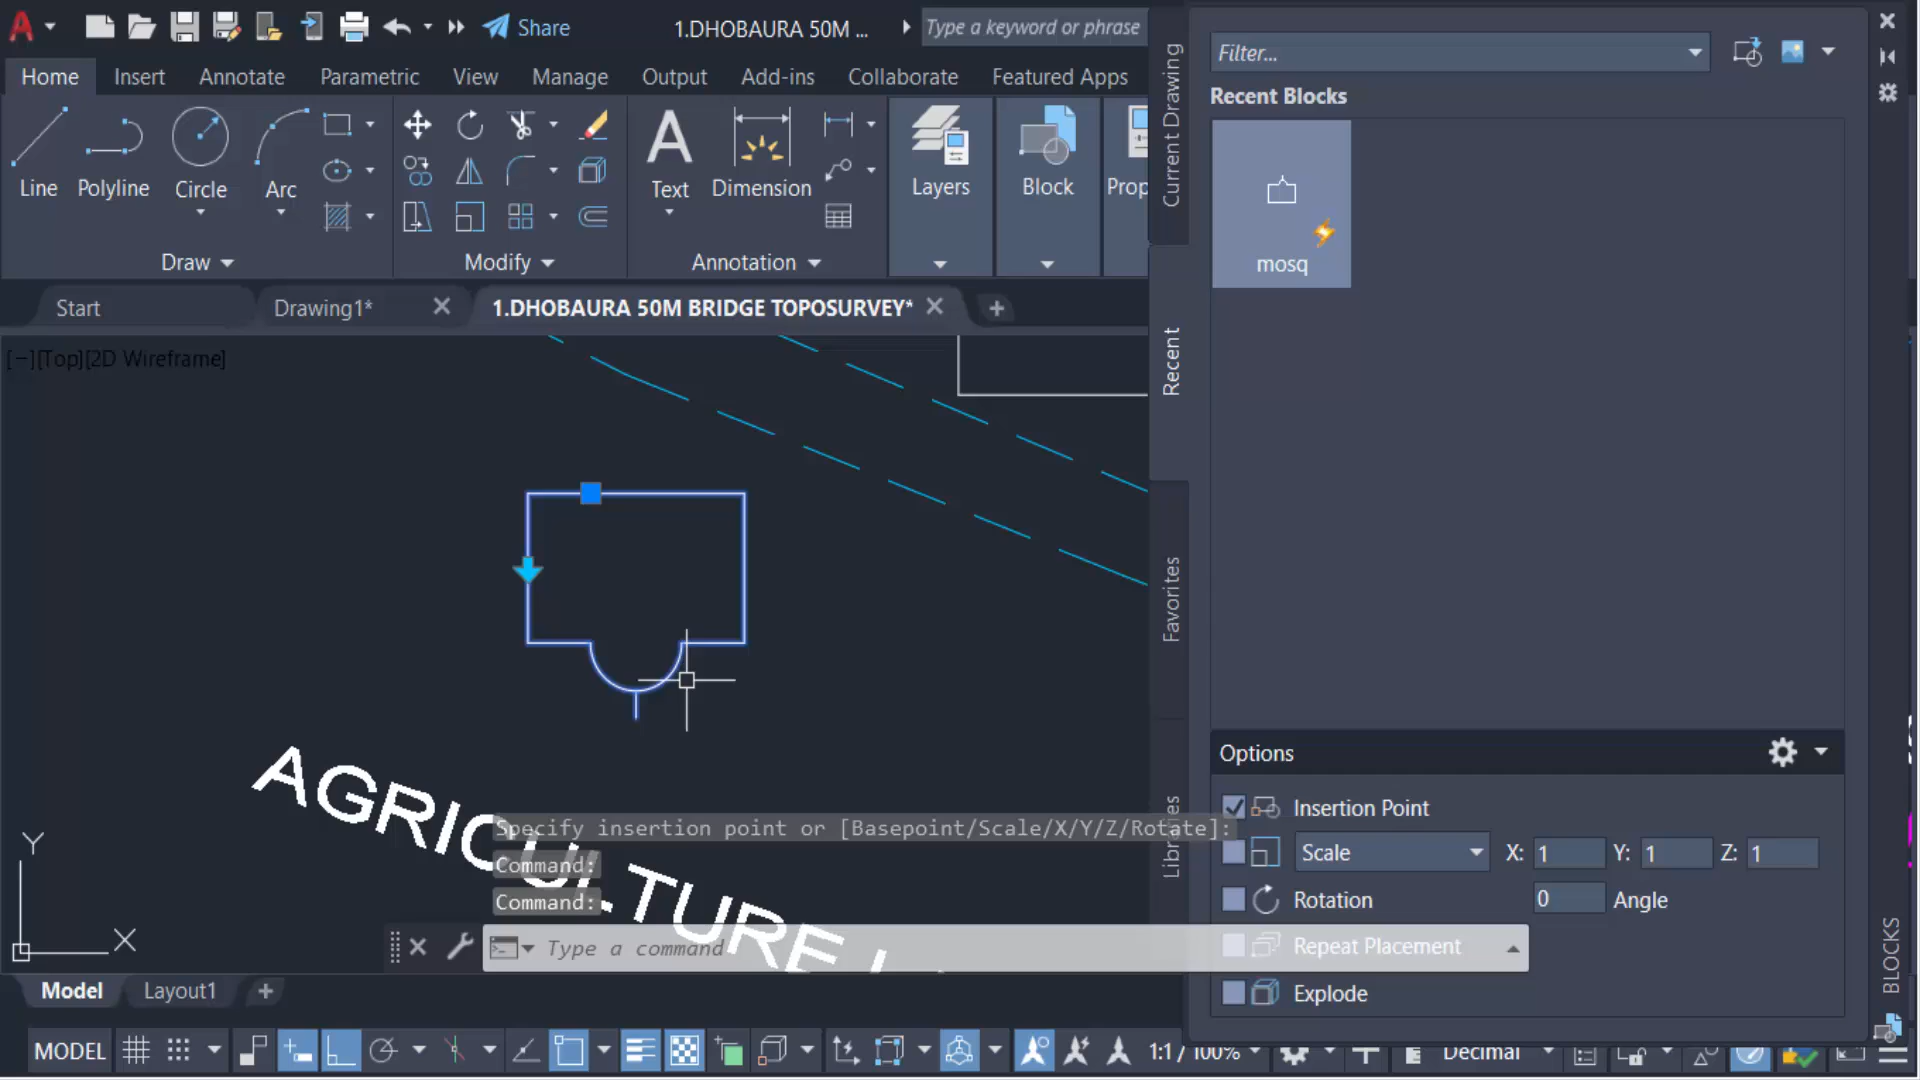 Share
1.DHOBAURA 50M ...
Type a keyword or phrase
Home
Insert
Annotate
Parametric
View
Manage
Output
Add-ins
Collaborate
Featured Apps
Line
Polyline
Circle
Arc
Text
Dimension
Layers
Block
Prop
Draw
Modify
Annotation
Start
Drawing1*
1.DHOBAURA 50M BRIDGE TOPOSURVEY*
[−][Top][2D Wireframe]
AGRICULTURE L
Y
X
Specify insertion point or [Basepoint/Scale/X/Y/Z/Rotate]:
Command:
Command:
Type a command
Model
Layout1
MODEL
1:1 / 100%
Decimal
Current Drawing
Recent
Favorites
Libraries
Filter...
Recent Blocks
mosq
Options
Insertion Point
Scale
X: 1 Y: 1 Z: 1
Rotation
0 Angle
Repeat Placement
Explode
BLOCKS